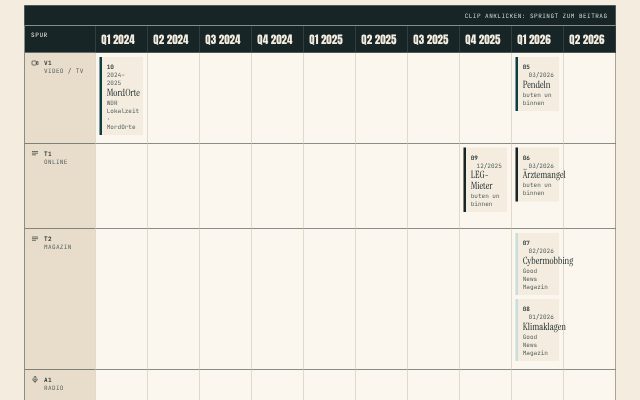 CLIP ANKLICKEN: SPRINGT ZUM BEITRAG
SPUR
Q1 2024
Q2 2024
Q3 2024
Q4 2024
Q1 2025
Q2 2025
Q3 2025
Q4 2025
Q1 2026
Q2 2026
V1
VIDEO / TV
10
2024–
2025
MordOrte
WDR
Lokalzeit
·
MordOrte
05
03/2026
Pendeln
buten un
binnen
T1
ONLINE
09
12/2025
LEG-
Mieter
buten un
binnen
06
03/2026
Ärztemangel
buten un
binnen
T2
MAGAZIN
07
02/2026
Cybermobbing
Good
News
Magazin
08
01/2026
Klimaklagen
Good
News
Magazin
A1
RADIO